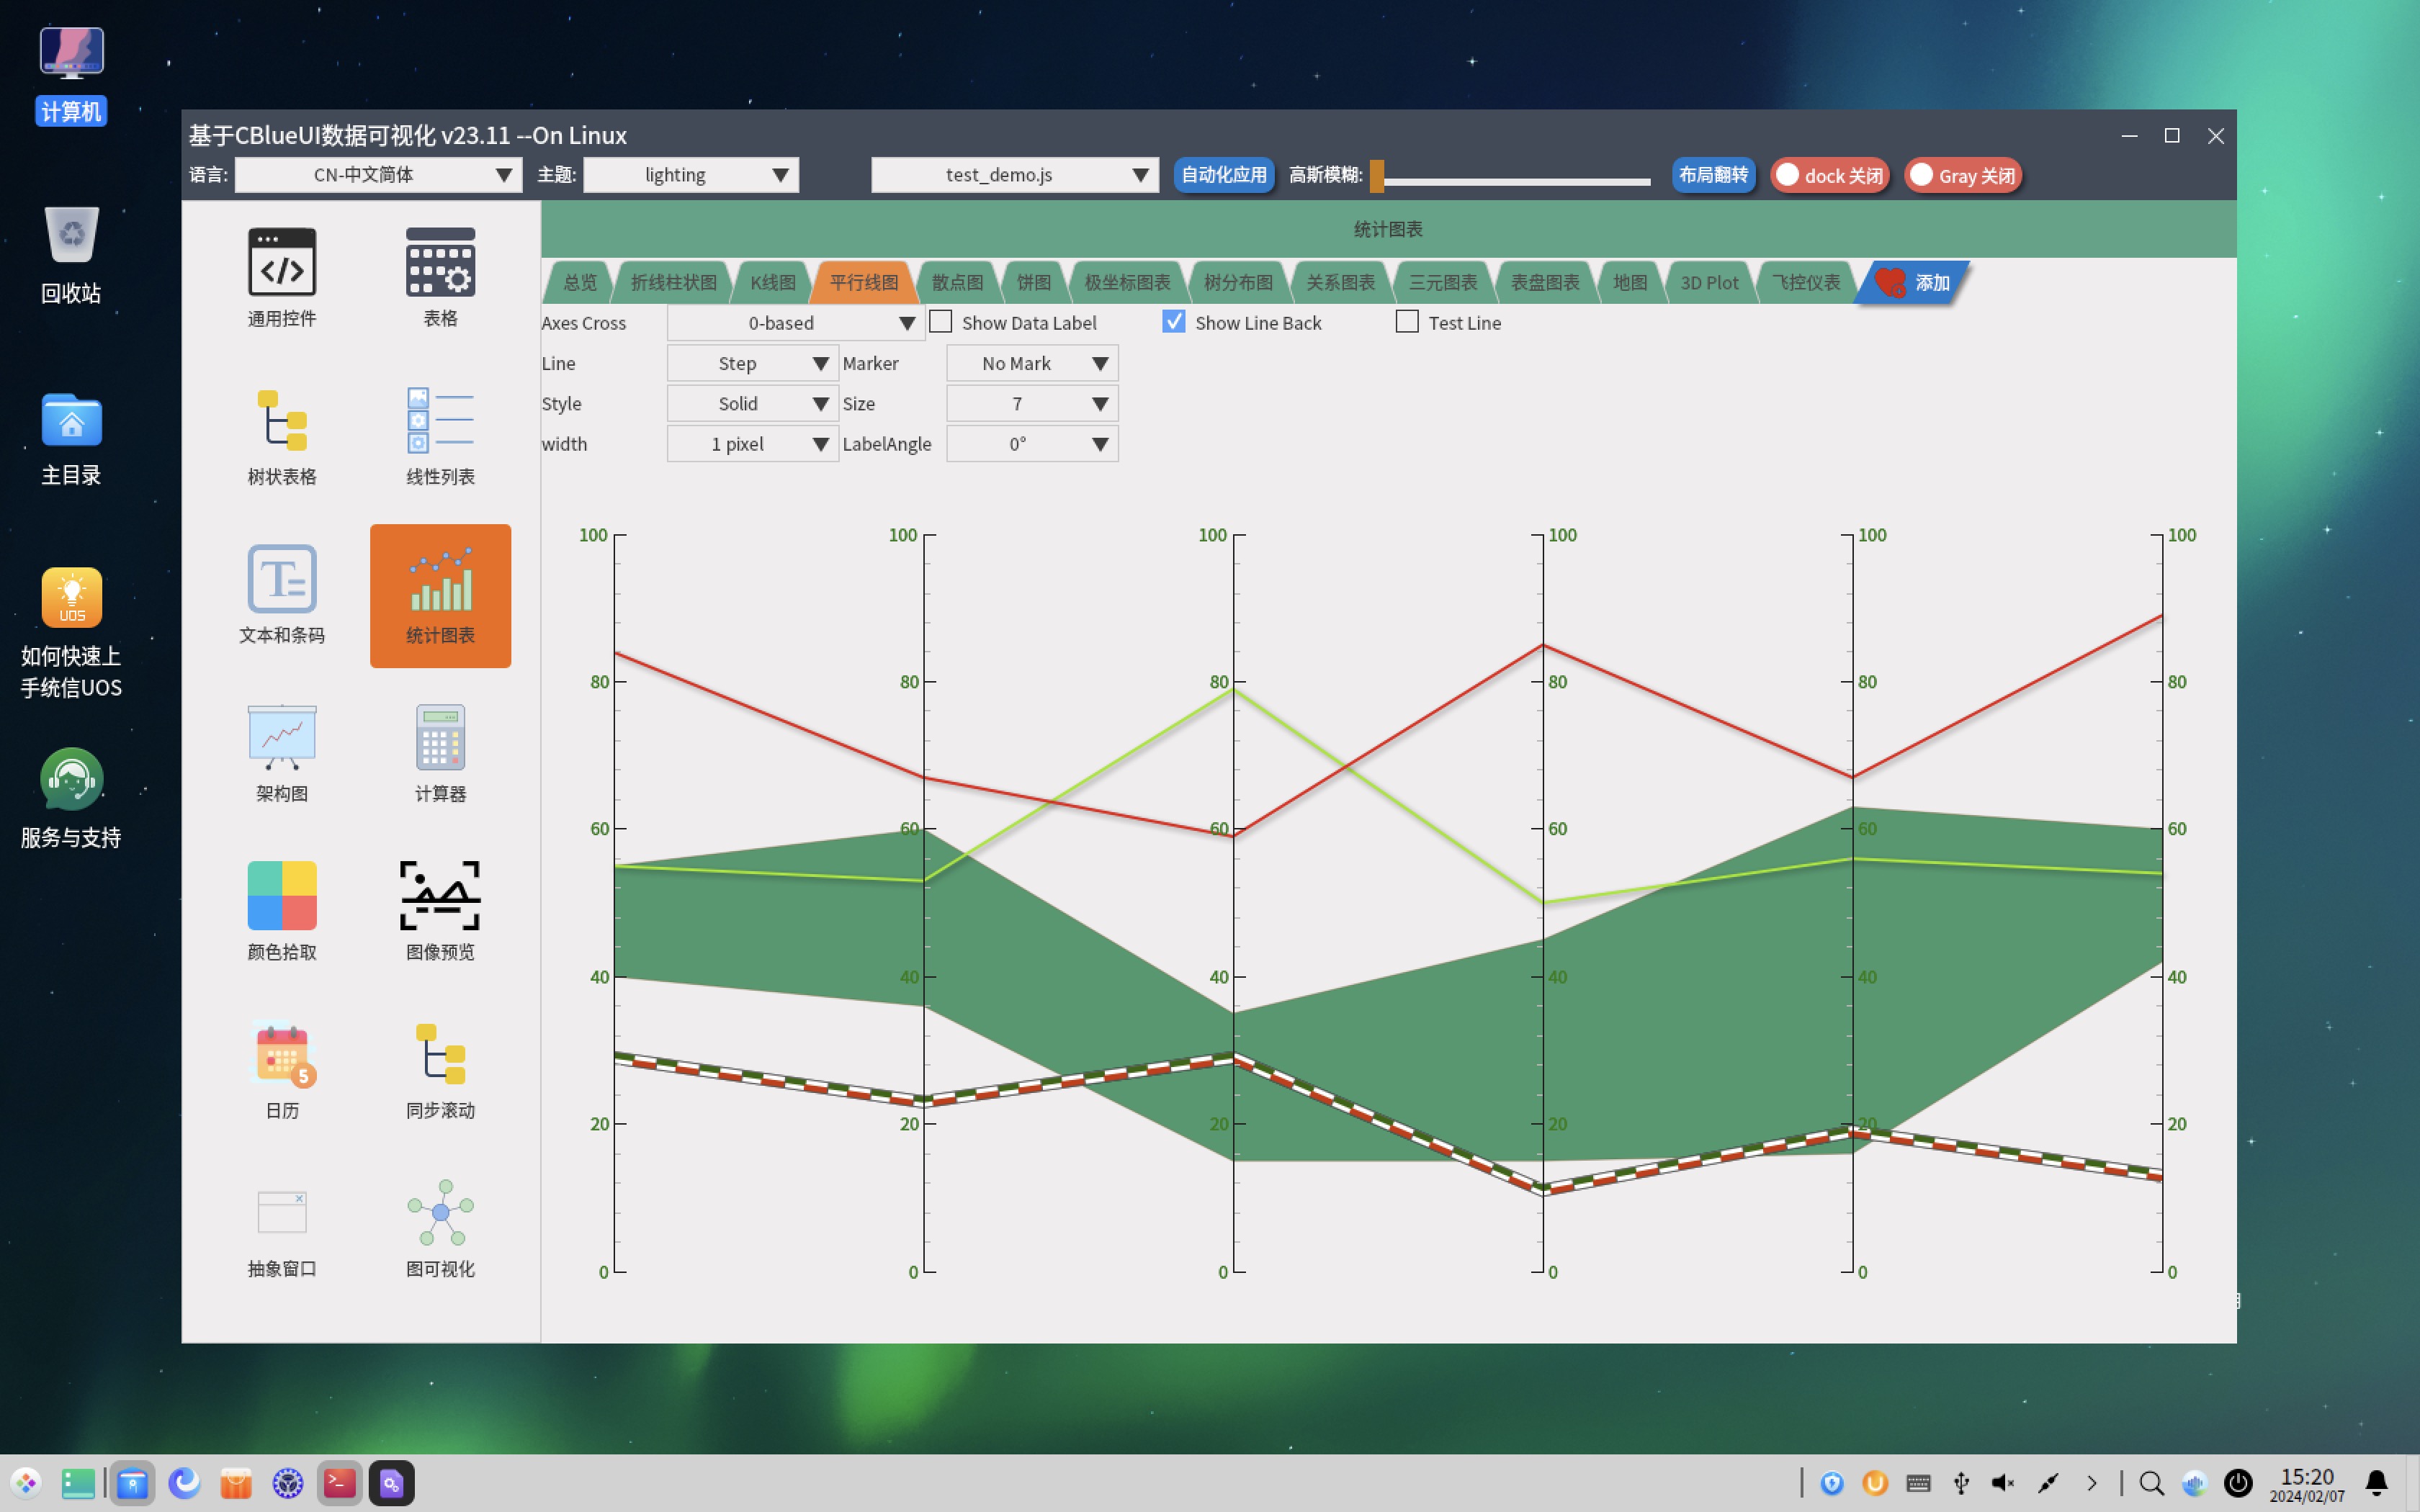 计算机
回收站
主目录
UOS
如何快速上
手统信UOS
服务与支持
基于CBlueUI数据可视化 v23.11 --On Linux
语言: CN-中文简体 主题: lighting test_demo.js 自动化应用 高斯模糊: 布局翻转 dock 关闭 Gray 关闭
通用控件 表格
树状表格 线性列表
文本和条码 统计图表
架构图 计算器
颜色拾取 图像预览
5
日历 同步滚动
抽象窗口 图可视化
统计图表
总览 折线柱状图 K线图 平行线图 散点图 饼图 极坐标图表 树分布图 关系图表 三元图表 表盘图表 地图 3D Plot 飞控仪表 添加
Axes Cross 0-based Show Data Label Show Line Back Test Line
Line Step Marker No Mark
Style Solid Size 7
width 1 pixel LabelAngle 0°
100 100 100 100 100 100
80 80 80 80 80 80
60 60 60 60 60 60
40 40 40 40 40 40
20 20 20 20 20 20
0 0 0 0 0 0
15:20
2024/02/07